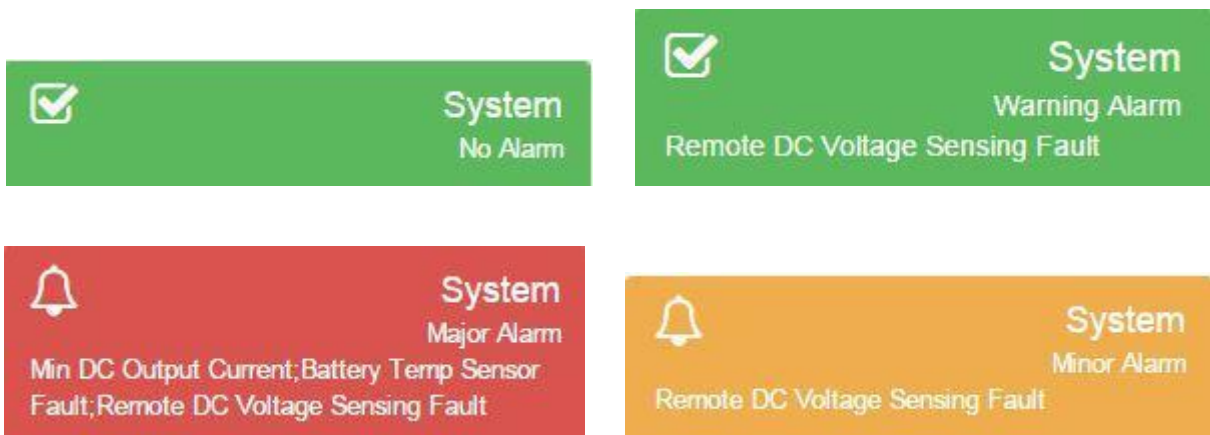 System
No Alarm
System
Warning Alarm
Remote DC Voltage Sensing Fault
System
Major Alarm
Min DC Output Current;Battery Temp Sensor
Fault;Remote DC Voltage Sensing Fault
System
Minor Alarm
Remote DC Voltage Sensing Fault